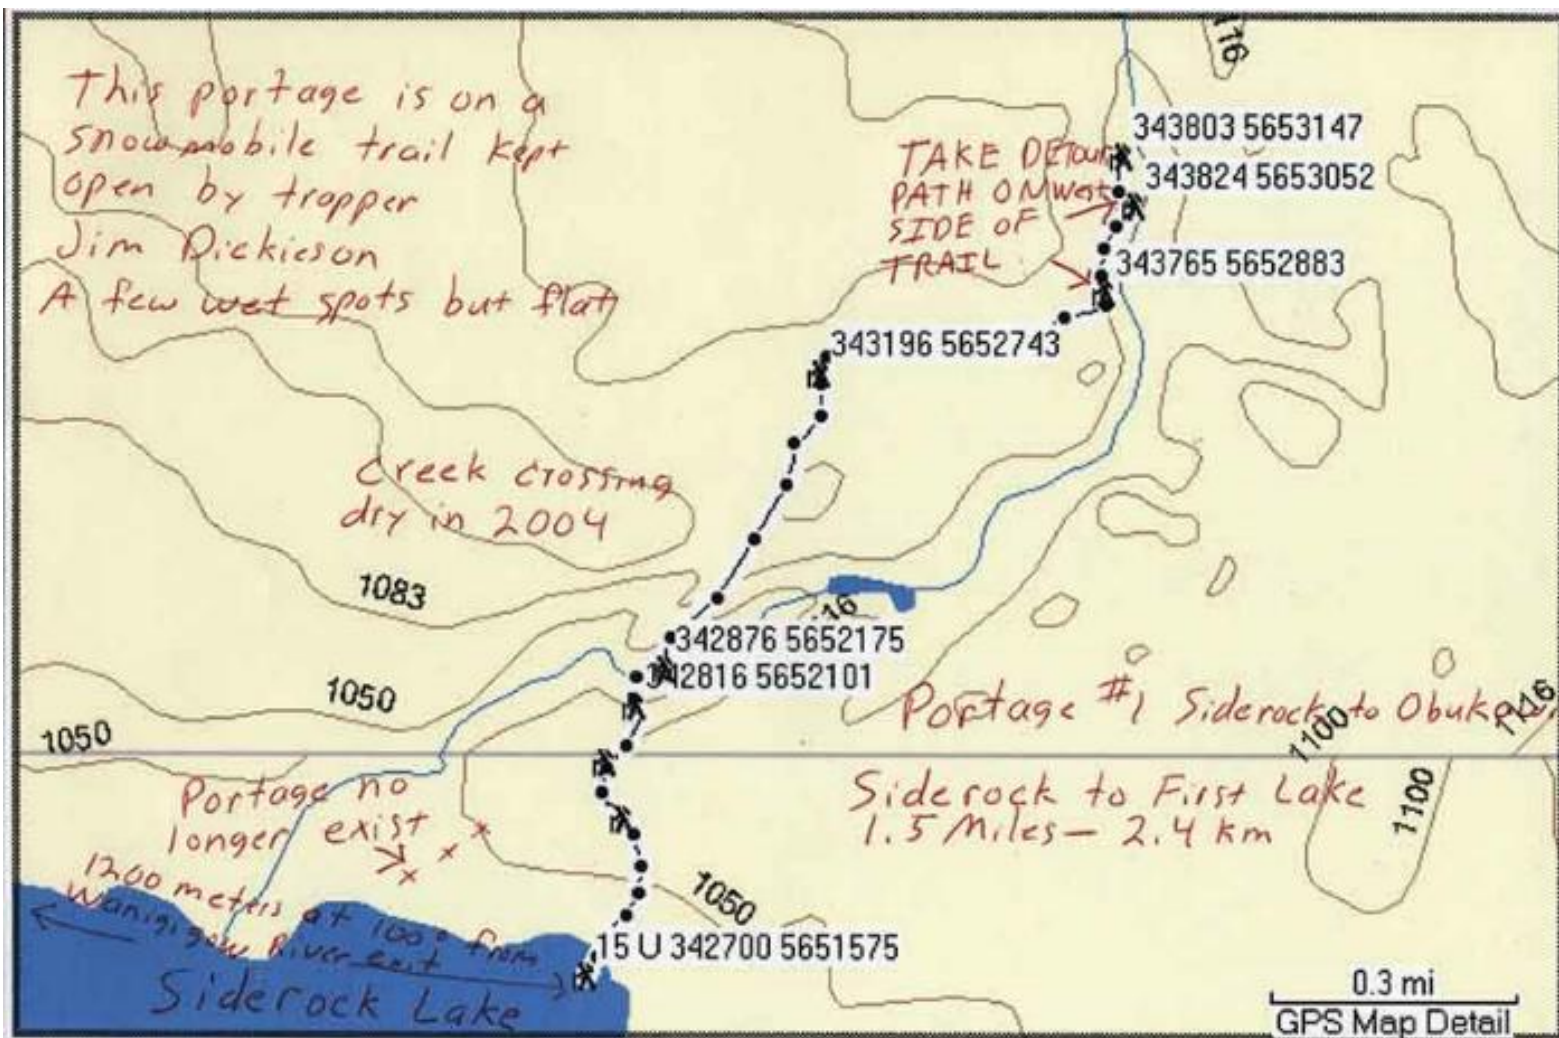 This portage is on a
snowmobile trail kept
open by trapper
Jim Dickieson
A few wet spots but flat
116
343803 5653147
TAKE DETour
PATH ON West
SIDE OF
TRAIL
343824 5653052
343765 5652883
343196 5652743
Creek crossing
dry in 2004
1083
16
342876 5652175
342816 5652101
1050
1050
Portage #1 Siderock to
1100
1116
Portage no
longer exist
Siderock to First Lake
1.5 Miles – 2.4 km
1100
1200 meters at 100° from
Wanigigow River exit
1050
15 U 342700 5651575
Siderock Lake
0.3 mi
GPS Map Detail